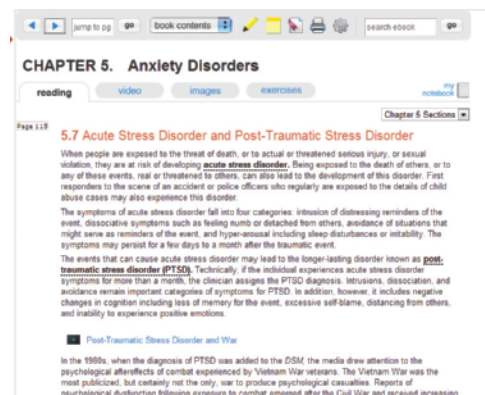 jump to pg go book contents search ebook go
CHAPTER 5. Anxiety Disorders
reading video images exercises my notebook
Chapter 5 Sections
Page 115
5.7 Acute Stress Disorder and Post-Traumatic Stress Disorder
When people are exposed to the threat of death, or to actual or threatened serious injury, or sexual
violation, they are at risk of developing acute stress disorder. Being exposed to the death of others, or to
any of these events, real or threatened to others, can also lead to the development of this disorder. First
responders to the scene of an accident or police officers who regularly are exposed to the details of child
abuse cases may also experience this disorder.
The symptoms of acute stress disorder fall into four categories: intrusion of distressing reminders of the
event, dissociative symptoms such as feeling numb or detached from others, avoidance of situations that
might serve as reminders of the event, and hyper-arousal including sleep disturbances or irritability. The
symptoms may persist for a few days to a month after the traumatic event.
The events that can cause acute stress disorder may lead to the longer-lasting disorder known as post-
traumatic stress disorder (PTSD). Technically, if the individual experiences acute stress disorder
symptoms for more than a month, the clinician assigns the PTSD diagnosis. Intrusions, dissociation, and
avoidance remain important categories of symptoms for PTSD. In addition, however, it includes negative
changes in cognition including loss of memory for the event, excessive self-blame, distancing from others,
and inability to experience positive emotions.
Post-Traumatic Stress Disorder and War
In the 1980s, when the diagnosis of PTSD was added to the DSM, the media drew attention to the
psychological aftereffects of combat experienced by Vietnam War veterans. The Vietnam War was the
most publicized, but certainly not the only, war to produce psychological casualties. Reports of
psychological dysfunction following exposure to combat emerged after the Civil War and received increasing